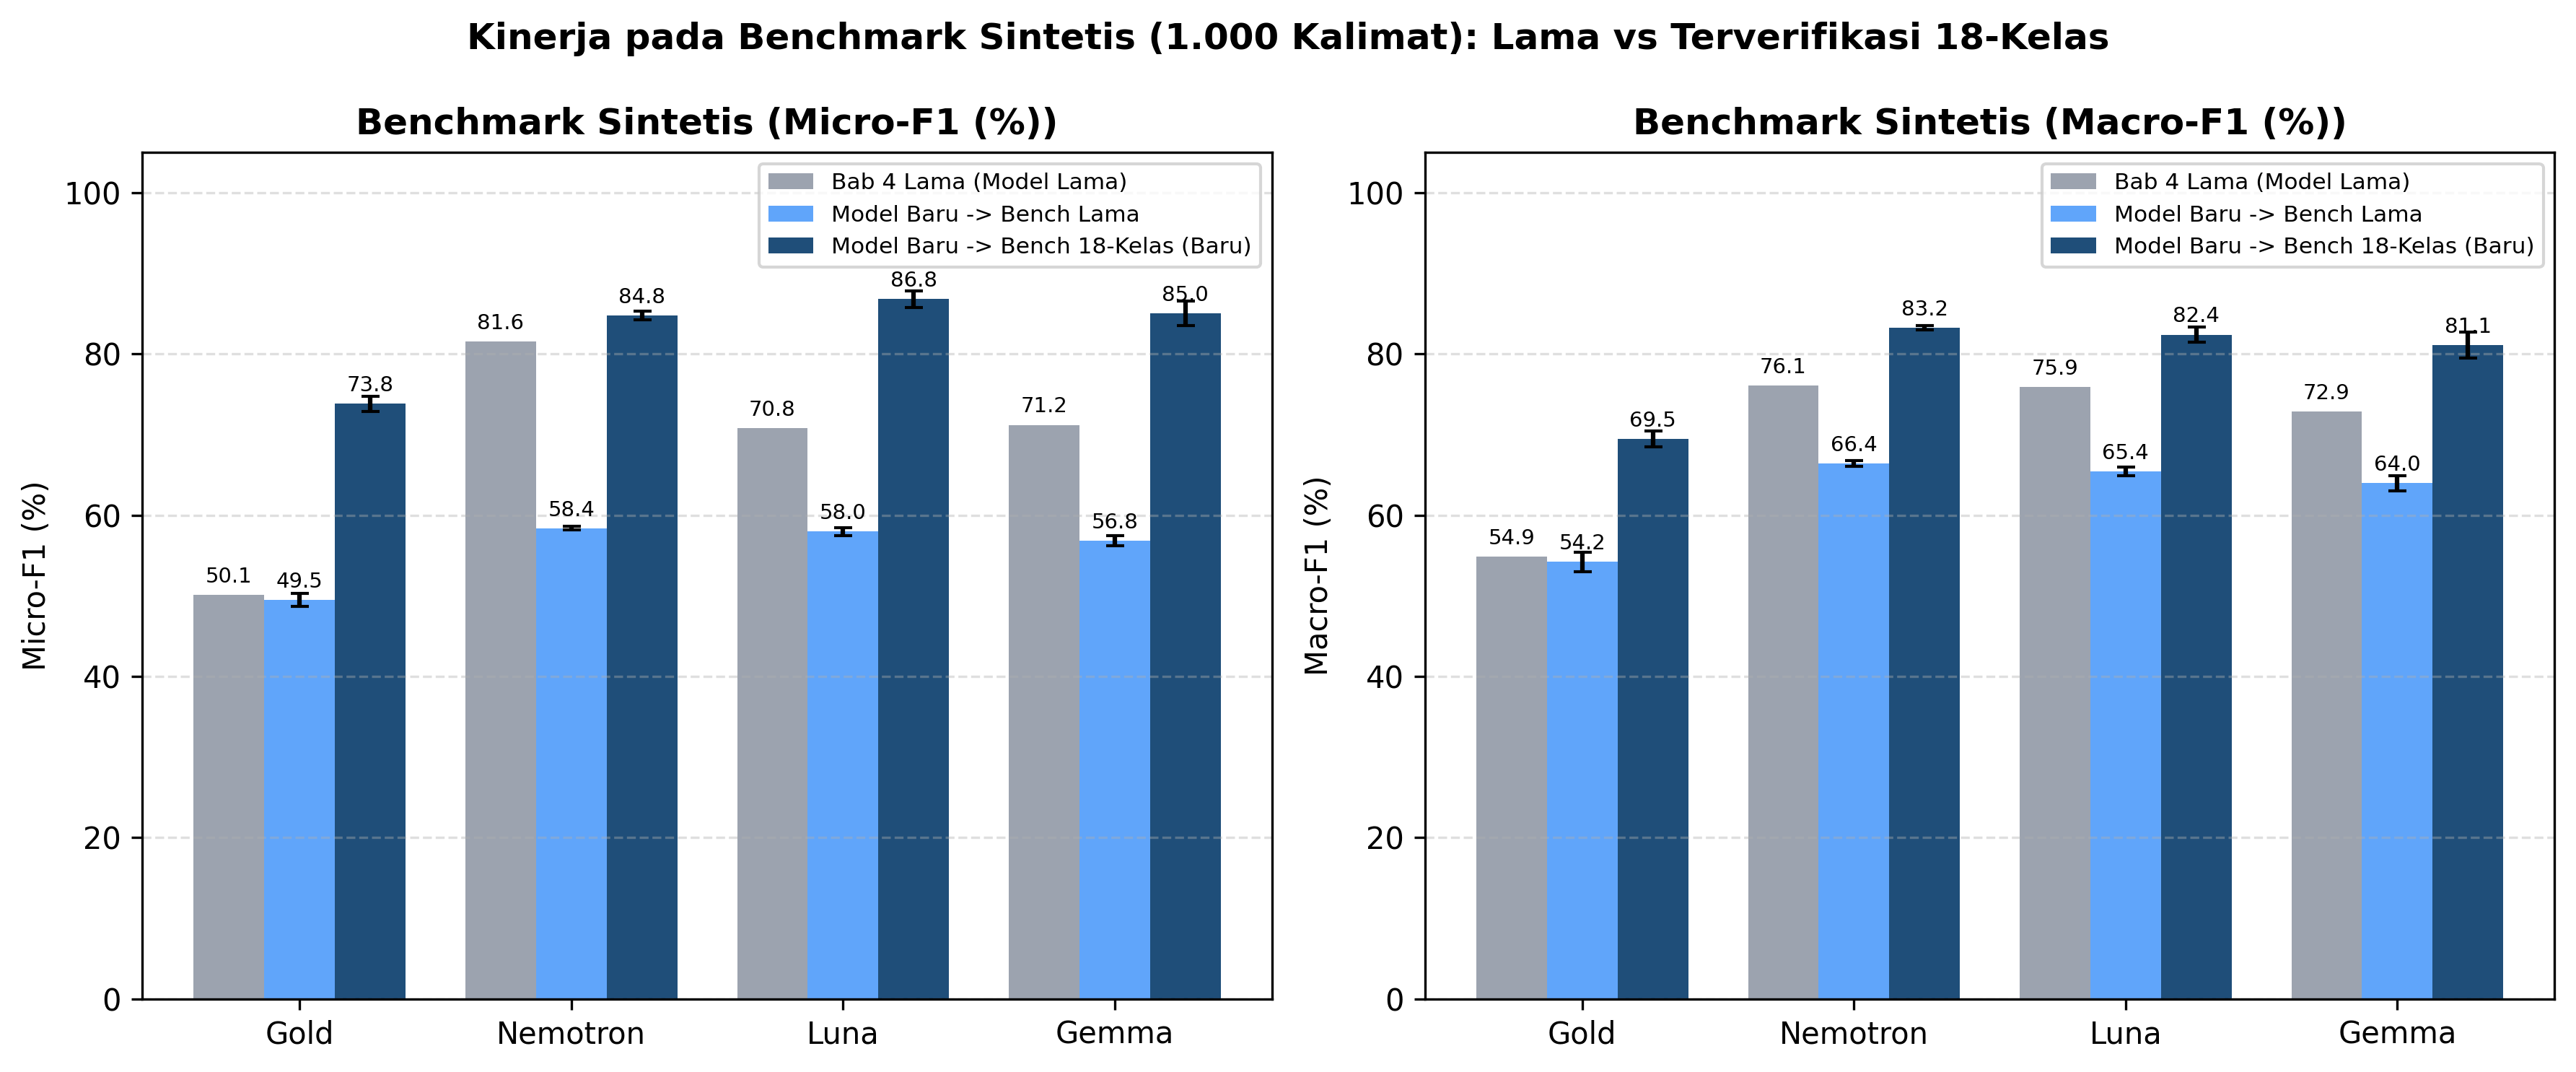 Kinerja pada Benchmark Sintetis (1.000 Kalimat): Lama vs Terverifikasi 18-Kelas
Benchmark Sintetis (Micro-F1 (%))
Micro-F1 (%)
100
80
60
40
20
0
Bab 4 Lama (Model Lama)
Model Baru -> Bench Lama
Model Baru -> Bench 18-Kelas (Baru)
50.1
49.5
73.8
81.6
58.4
84.8
70.8
58.0
86.8
71.2
56.8
85.0
Gold
Nemotron
Luna
Gemma
Benchmark Sintetis (Macro-F1 (%))
Macro-F1 (%)
100
80
60
40
20
0
Bab 4 Lama (Model Lama)
Model Baru -> Bench Lama
Model Baru -> Bench 18-Kelas (Baru)
54.9
54.2
69.5
76.1
66.4
83.2
75.9
65.4
82.4
72.9
64.0
81.1
Gold
Nemotron
Luna
Gemma